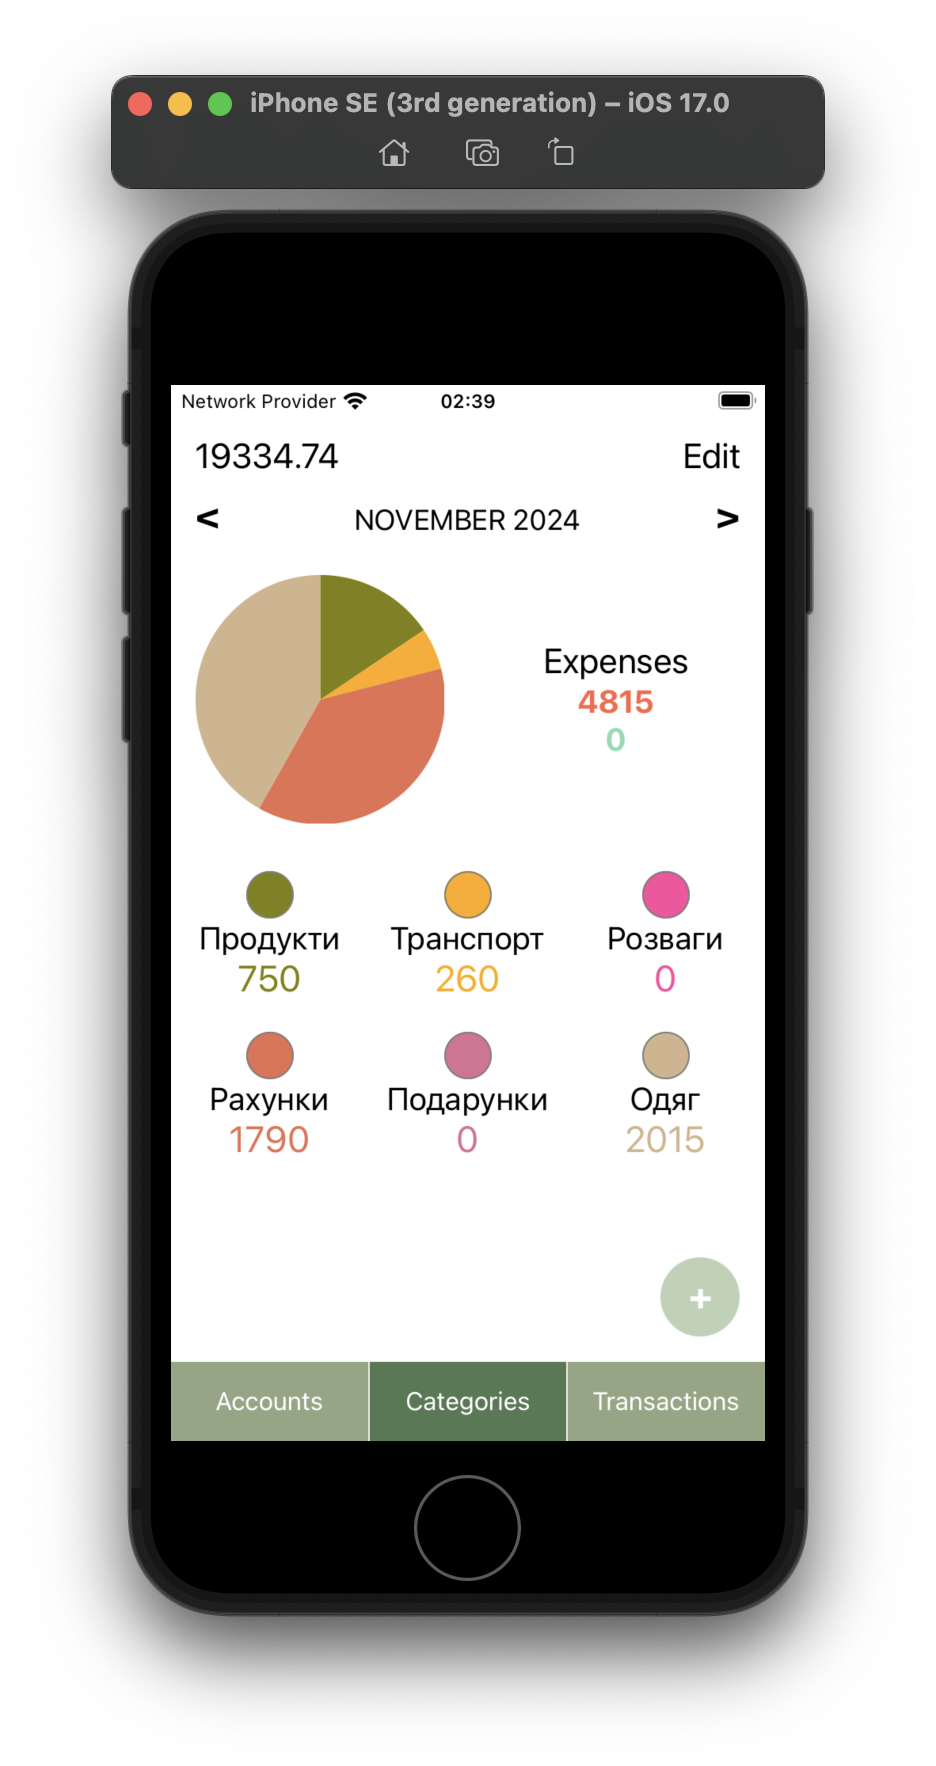 iPhone SE (3rd generation) – iOS 17.0
Network Provider 02:39
19334.74 Edit
< NOVEMBER 2024 >
Expenses
4815
0
Продукти Транспорт Розваги
750 260 0
Рахунки Подарунки Одяг
1790 0 2015
+
Accounts Categories Transactions